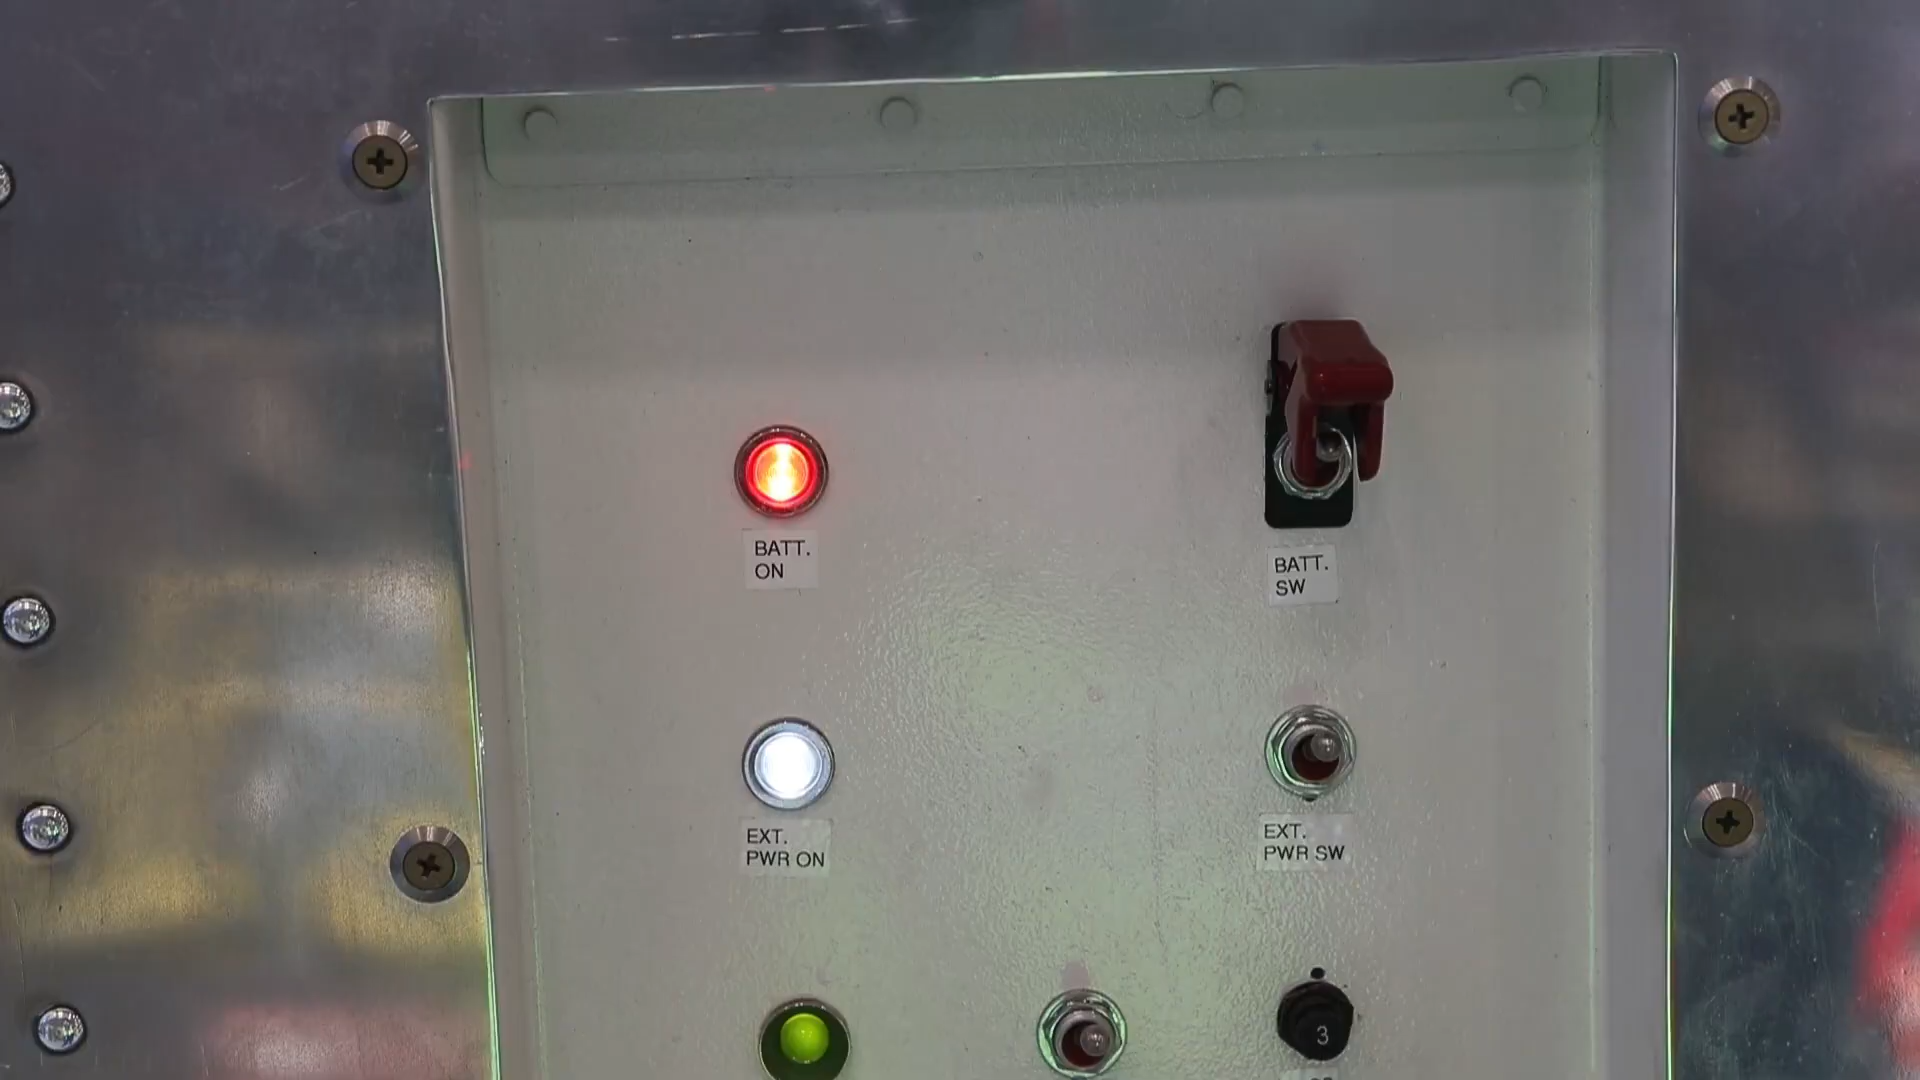 BATT.
ON
BATT.
SW
EXT.
PWR ON
EXT.
PWR SW
3